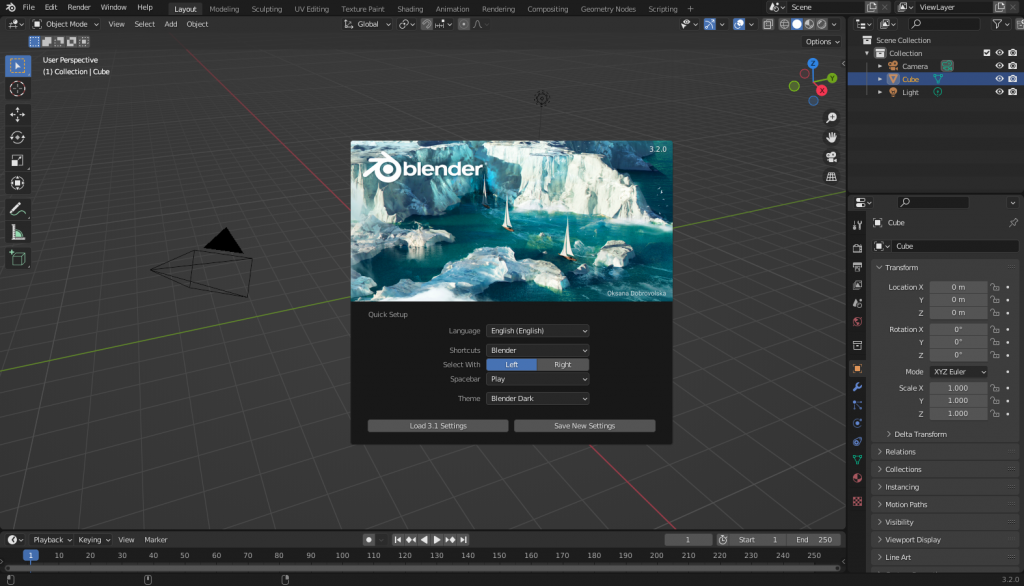 File Edit Render Window Help Layout Modeling Sculpting UV Editing Texture Paint Shading Animation Rendering Compositing Geometry Nodes Scripting + Scene ViewLayer
Object Mode View Select Add Object Global
Options
User Perspective
(1) Collection | Cube
Scene Collection
Collection
Camera
Cube
Light
Z
Y
X
3.2.0
blender
Oksana Dobrovolska
Quick Setup
Language English (English)
Shortcuts Blender
Select With Left Right
Spacebar Play
Theme Blender Dark
Load 3.1 Settings Save New Settings
Cube
Cube
Transform
Location X 0 m
Y 0 m
Z 0 m
Rotation X 0°
Y 0°
Z 0°
Mode XYZ Euler
Scale X 1.000
Y 1.000
Z 1.000
Delta Transform
Relations
Collections
Instancing
Motion Paths
Visibility
Viewport Display
Line Art
Playback Keying View Marker 1 Start 1 End 250
1 10 20 30 40 50 60 70 80 90 100 110 120 130 140 150 160 170 180 190 200 210 220 230 240 250
3.2.0